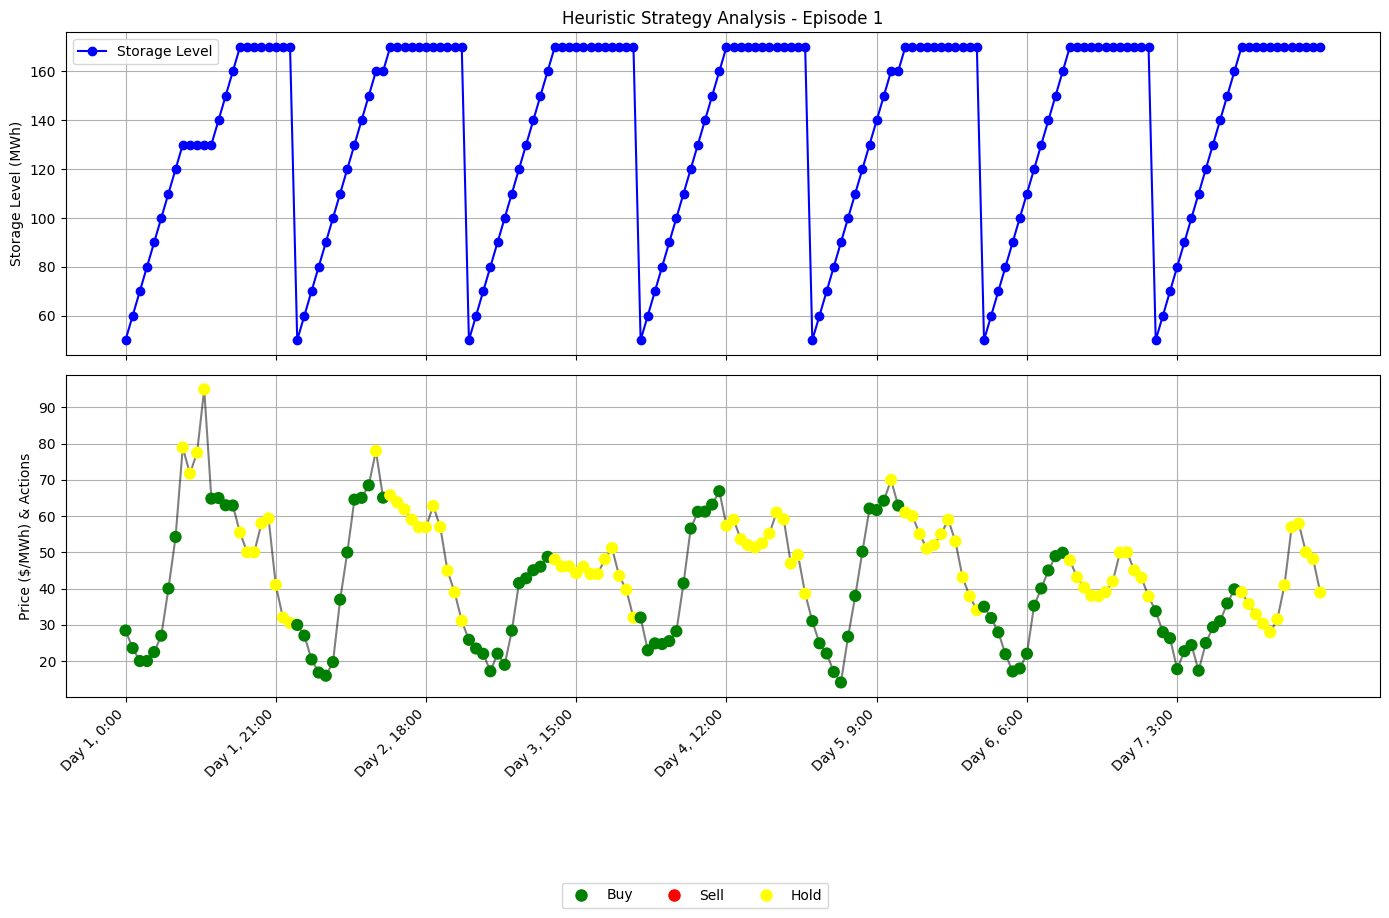 Heuristic Strategy Analysis - Episode 1
Storage Level
Storage Level (MWh)
160
140
120
100
80
60
Price ($/MWh) & Actions
90
80
70
60
50
40
30
20
Day 1, 0:00
Day 1, 21:00
Day 2, 18:00
Day 3, 15:00
Day 4, 12:00
Day 5, 9:00
Day 6, 6:00
Day 7, 3:00
Buy
Sell
Hold